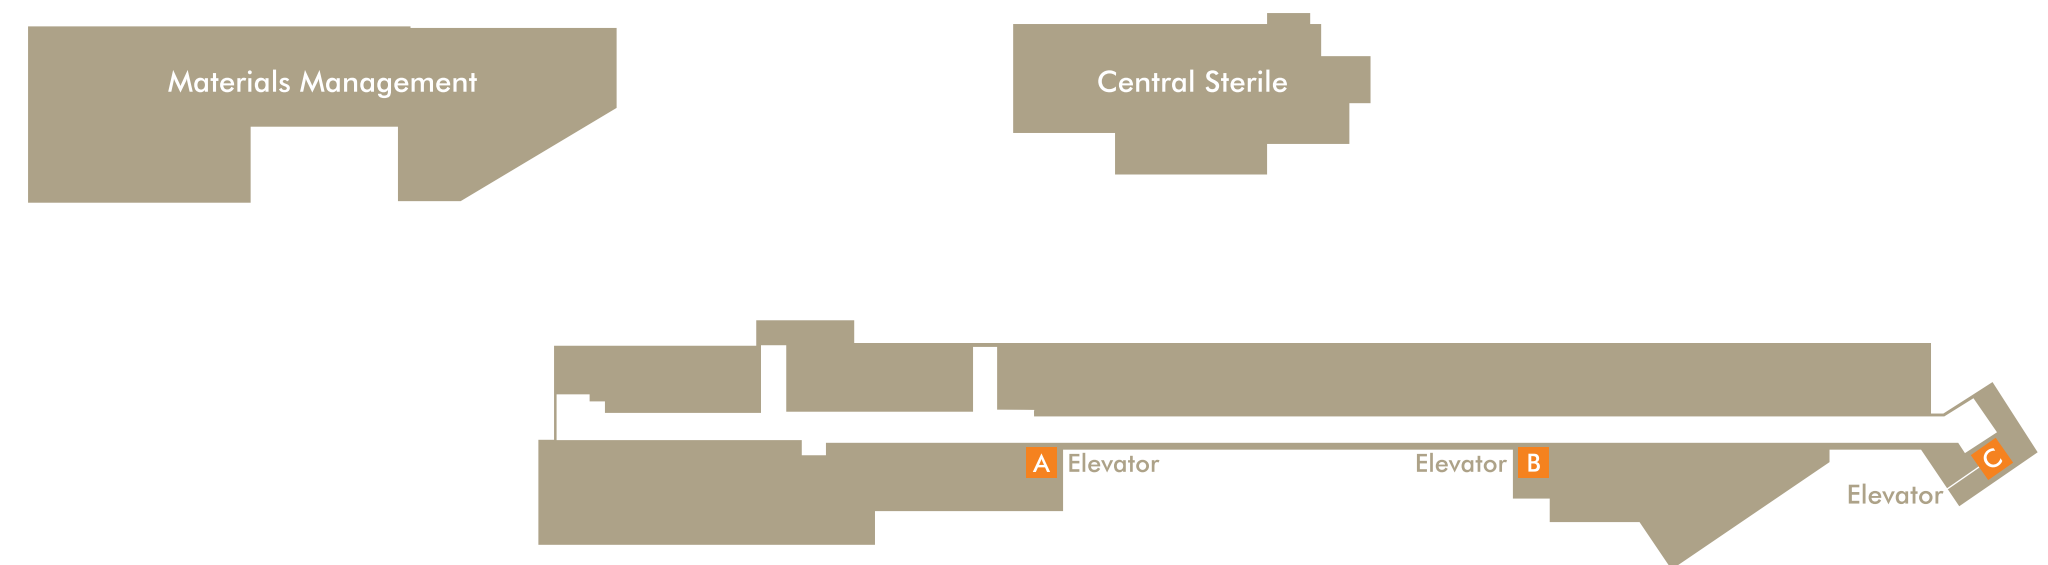 Materials Management
Central Sterile
A Elevator
Elevator B
C
Elevator